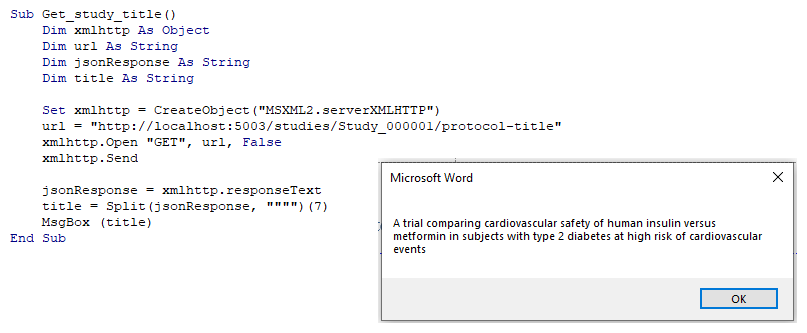 Sub Get_study_title()
Dim xmlhttp As Object
Dim url As String
Dim jsonResponse As String
Dim title As String
Set xmlhttp = CreateObject("MSXML2.serverXMLHTTP")
url = "http://localhost:5003/studies/Study_000001/protocol-title"
xmlhttp.Open "GET", url, False
xmlhttp.Send
jsonResponse = xmlhttp.responseText
title = Split(jsonResponse, """")(7)
MsgBox (title)
End Sub
Microsoft Word
A trial comparing cardiovascular safety of human insulin versus
metformin in subjects with type 2 diabetes at high risk of cardiovascular
events
OK